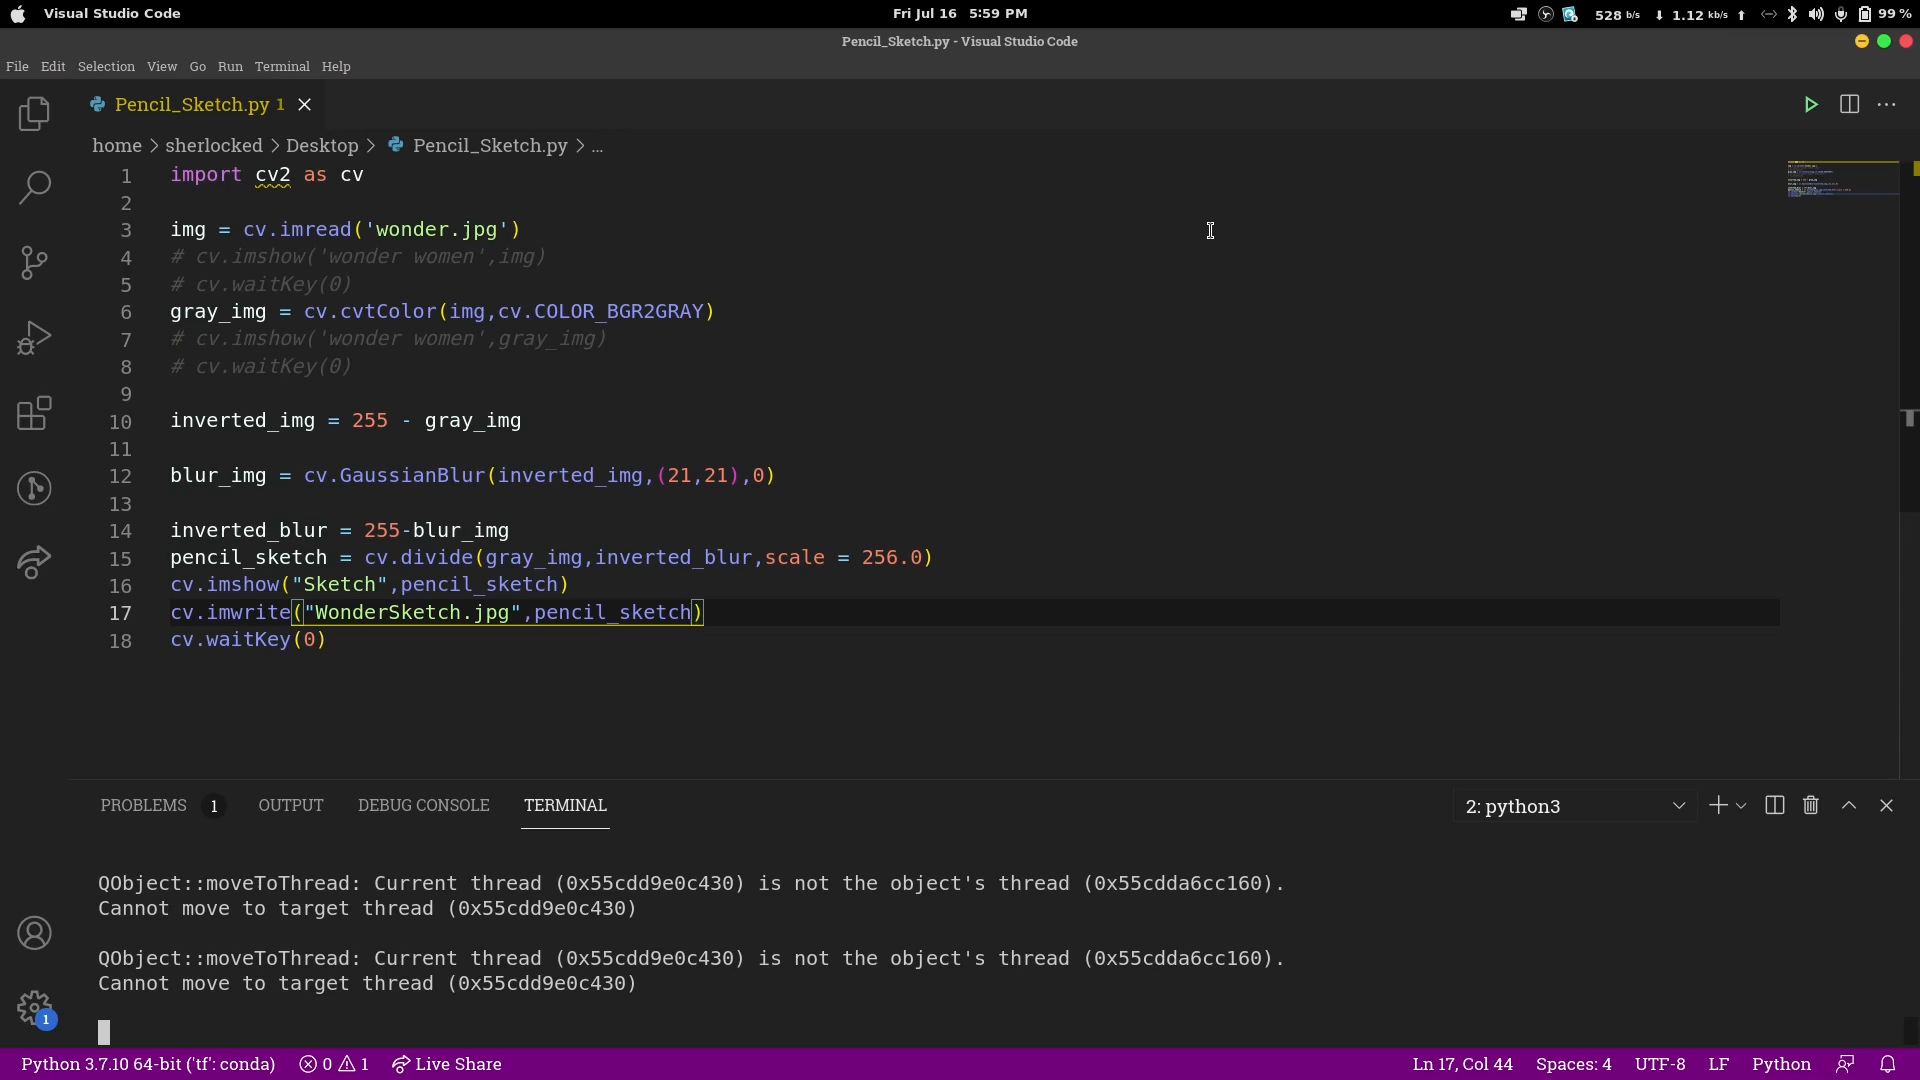 Visual Studio Code
Fri Jul 16 5:59 PM
528 b/s ↓ 1.12 kb/s ↑ 99 %
Pencil_Sketch.py - Visual Studio Code
File Edit Selection View Go Run Terminal Help
Pencil_Sketch.py 1
home > sherlocked > Desktop > Pencil_Sketch.py > ...
1 import cv2 as cv
2
3 img = cv.imread('wonder.jpg')
4 # cv.imshow('wonder women',img)
5 # cv.waitKey(0)
6 gray_img = cv.cvtColor(img,cv.COLOR_BGR2GRAY)
7 # cv.imshow('wonder women',gray_img)
8 # cv.waitKey(0)
9
10 inverted_img = 255 - gray_img
11
12 blur_img = cv.GaussianBlur(inverted_img,(21,21),0)
13
14 inverted_blur = 255-blur_img
15 pencil_sketch = cv.divide(gray_img,inverted_blur,scale = 256.0)
16 cv.imshow("Sketch",pencil_sketch)
17 cv.imwrite("WonderSketch.jpg",pencil_sketch)
18 cv.waitKey(0)
PROBLEMS 1 OUTPUT DEBUG CONSOLE TERMINAL 2: python3
QObject::moveToThread: Current thread (0x55cdd9e0c430) is not the object's thread (0x55cdda6cc160).
Cannot move to target thread (0x55cdd9e0c430)
QObject::moveToThread: Current thread (0x55cdd9e0c430) is not the object's thread (0x55cdda6cc160).
Cannot move to target thread (0x55cdd9e0c430)
1
Python 3.7.10 64-bit ('tf': conda) 0 1 Live Share Ln 17, Col 44 Spaces: 4 UTF-8 LF Python